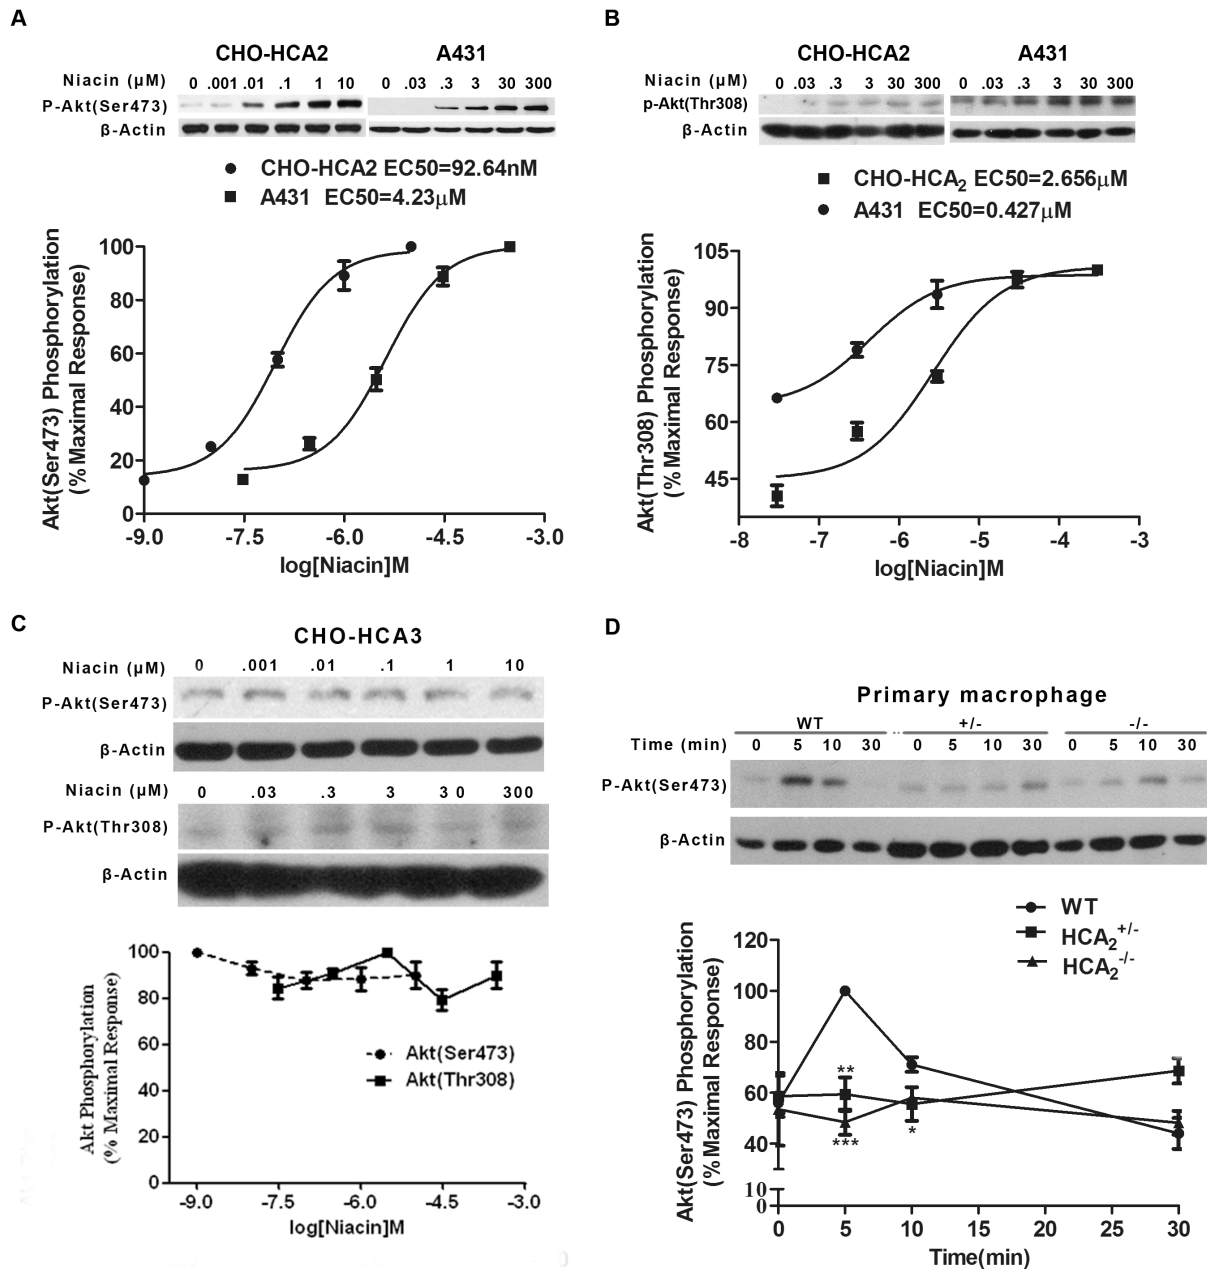 A
CHO-HCA2 A431
Niacin (μM) 0 .001 .01 .1 1 10 0 .03 .3 3 30 300
P-Akt(Ser473)
β-Actin
CHO-HCA2 EC50=92.64nM
A431 EC50=4.23μM
Akt(Ser473) Phosphorylation
(% Maximal Response)
100
80
60
40
20
0
-9.0 -7.5 -6.0 -4.5 -3.0
log[Niacin]M
B
CHO-HCA2 A431
Niacin (μM) 0 .03 .3 3 30 300 0 .03 .3 3 30 300
p-Akt(Thr308)
β-Actin
CHO-HCA₂ EC50=2.656μM
A431 EC50=0.427μM
Akt(Thr308) Phosphorylation
(% Maximal Response)
105
90
75
60
45
-8 -7 -6 -5 -4 -3
log[Niacin]M
C
CHO-HCA3
Niacin (μM) 0 .001 .01 .1 1 10
P-Akt(Ser473)
β-Actin
Niacin (μM) 0 .03 .3 3 3 0 300
P-Akt(Thr308)
β-Actin
Akt Phosphorylation
(% Maximal Response)
100
80
60
40
20
0
Akt(Ser473)
Akt(Thr308)
-9.0 -7.5 -6.0 -4.5 -3.0
log[Niacin]M
D
Primary macrophage
WT +/- -/-
Time (min) 0 5 10 30 0 5 10 30 0 5 10 30
P-Akt(Ser473)
β-Actin
WT
HCA₂+/-
HCA₂-/-
Akt(Ser473) Phosphorylation
(% Maximal Response)
120
100
80
60
40
10
0
**
***
*
0 5 10 15 20 25 30
Time(min)